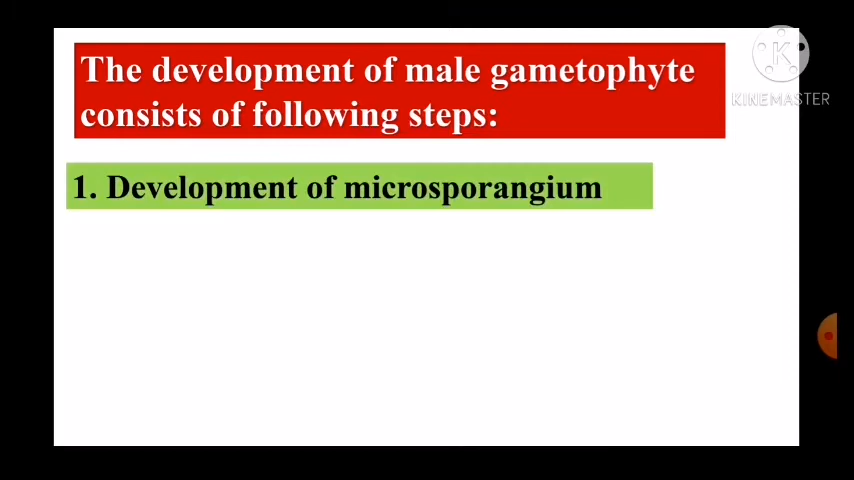 The development of male gametophyte
consists of following steps:
K
KINEMASTER
1. Development of microsporangium